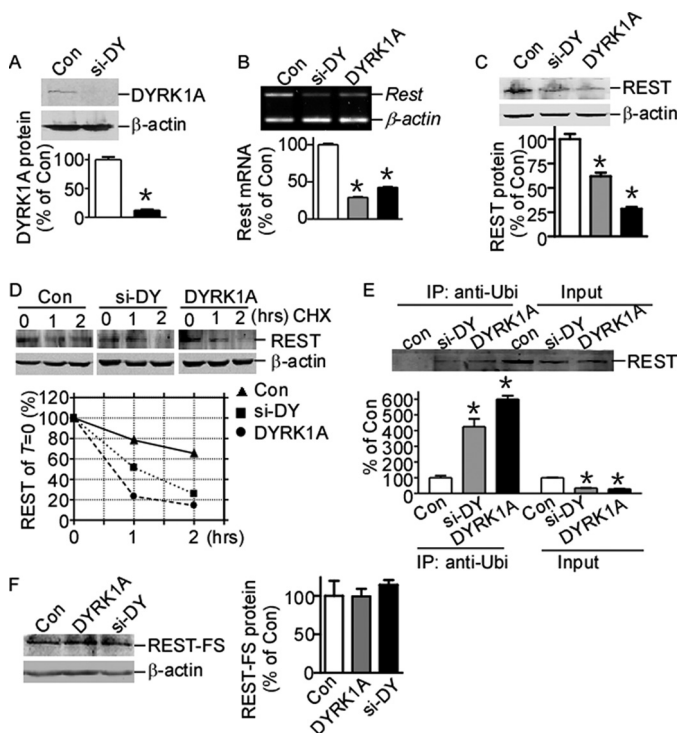 A
Con
si-DY
DYRK1A
β-actin
DYRK1A protein
(% of Con)
100
50
0
*
B
Con
si-DY
DYRK1A
Rest
β-actin
Rest mRNA
% of Con
100
50
0
*
*
C
Con
si-DY
DYRK1A
REST
β-actin
REST protein
(% of Con)
100
75
50
25
*
*
D
Con
si-DY
DYRK1A
0 1 2 0 1 2 0 1 2 (hrs) CHX
REST
β-actin
REST of T=0 (%)
120
100
80
60
40
20
0
Con
si-DY
DYRK1A
0 1 2 (hrs)
E
IP: anti-Ubi
Input
con
si-DY
DYRK1A
con
si-DY
DYRK1A
REST
% of Con
600
400
200
0
*
*
*
*
Con
si-DY
DYRK1A
Con
si-DY
DYRK1A
IP: anti-Ubi
Input
F
Con
DYRK1A
si-DY
REST-FS
β-actin
REST-FS protein
(% of Con)
100
50
0
Con
DYRK1A
si-DY